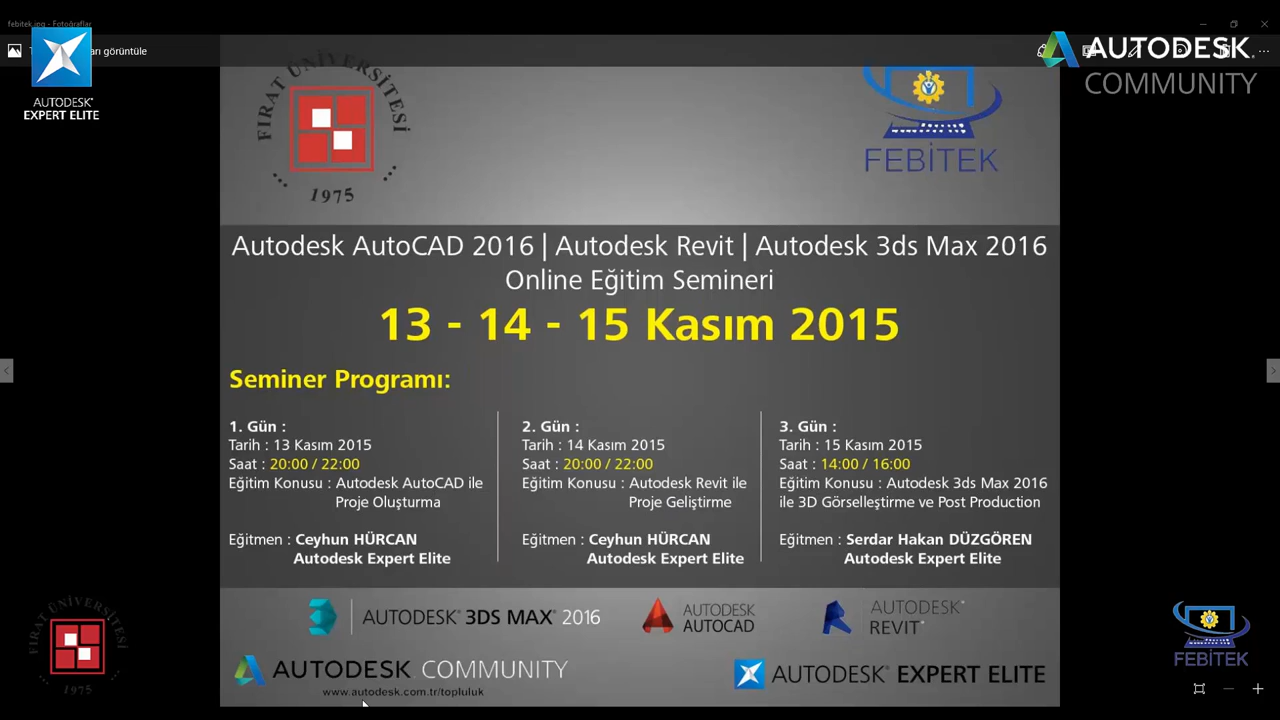 febitek.jpg - Fotoğraflar
arı görüntüle
AUTODESK
EXPERT ELITE
AUTODESK
COMMUNITY
FIRAT ÜNİVERSİTESİ
1975
FEBİTEK
Autodesk AutoCAD 2016 | Autodesk Revit | Autodesk 3ds Max 2016
Online Eğitim Semineri
13 - 14 - 15 Kasım 2015
Seminer Programı:
1. Gün :
Tarih : 13 Kasım 2015
Saat : 20:00 / 22:00
Eğitim Konusu : Autodesk AutoCAD ile
Proje Oluşturma
Eğitmen : Ceyhun HÜRCAN
Autodesk Expert Elite
2. Gün :
Tarih : 14 Kasım 2015
Saat : 20:00 / 22:00
Eğitim Konusu : Autodesk Revit ile
Proje Geliştirme
Eğitmen : Ceyhun HÜRCAN
Autodesk Expert Elite
3. Gün :
Tarih : 15 Kasım 2015
Saat : 14:00 / 16:00
Eğitim Konusu : Autodesk 3ds Max 2016
ile 3D Görselleştirme ve Post Production
Eğitmen : Serdar Hakan DÜZGÖREN
Autodesk Expert Elite
AUTODESK® 3DS MAX® 2016
AUTODESK
AUTOCAD
AUTODESK®
REVIT®
AUTODESK COMMUNITY
www.autodesk.com.tr/topluluk
AUTODESK® EXPERT ELITE
FIRAT ÜNİVERSİTESİ
1975
FEBİTEK